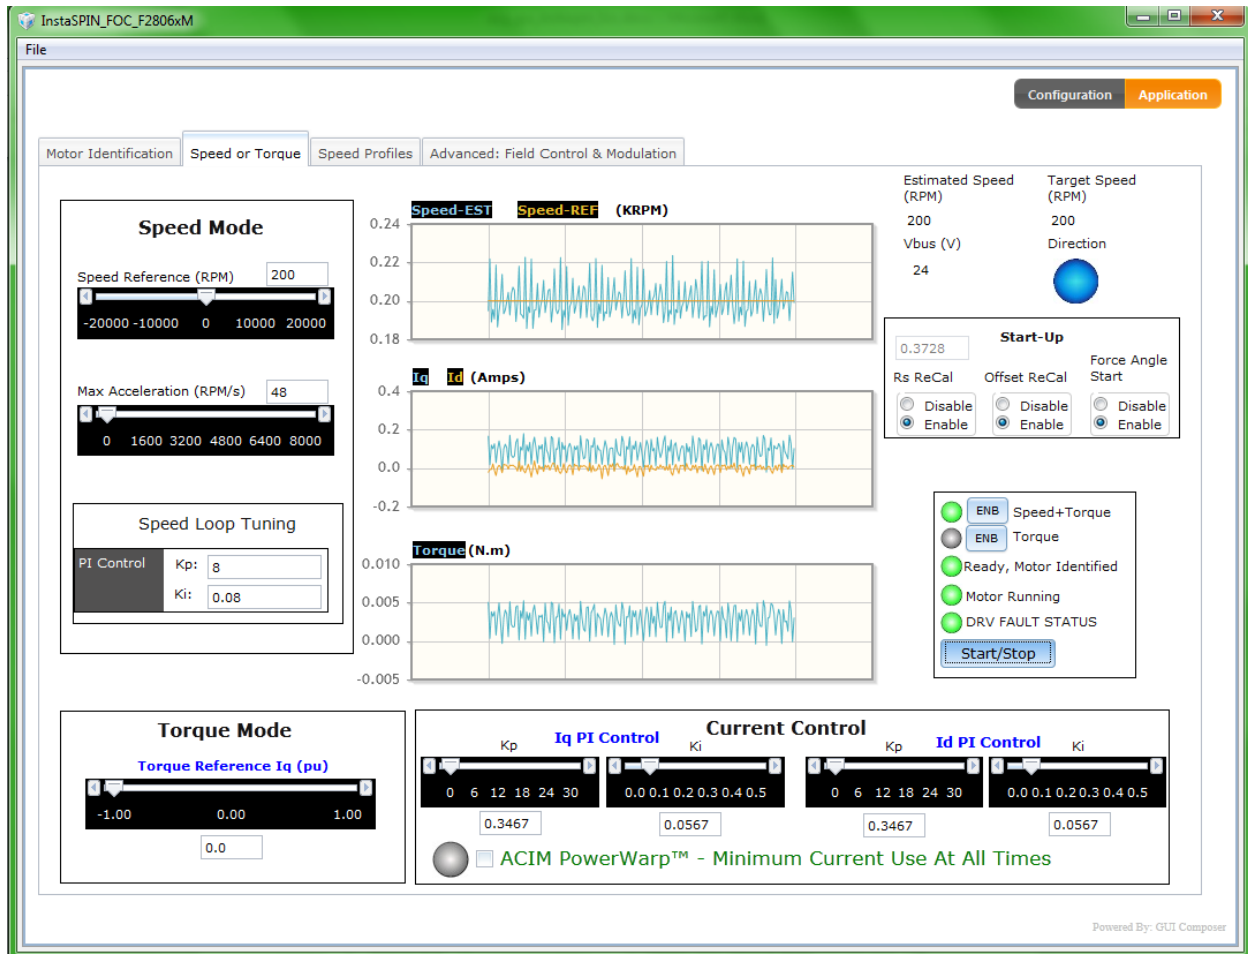 InstaSPIN_FOC_F2806xM
File
Configuration Application
Motor Identification Speed or Torque Speed Profiles Advanced: Field Control & Modulation
Speed Mode
Speed Reference (RPM) 200
-20000 -10000 0 10000 20000
Max Acceleration (RPM/s) 48
0 1600 3200 4800 6400 8000
Speed Loop Tuning
PI Control Kp: 8
Ki: 0.08
Speed-EST Speed-REF (KRPM)
0.24
0.22
0.20
0.18
Iq Id (Amps)
0.4
0.2
0.0
-0.2
Torque (N.m)
0.010
0.005
0.000
-0.005
Estimated Speed (RPM)
200
Target Speed (RPM)
200
Vbus (V)
24
Direction
Start-Up
0.3728
Rs ReCal Offset ReCal Force Angle Start
Disable Disable Disable
Enable Enable Enable
ENB Speed+Torque
ENB Torque
Ready, Motor Identified
Motor Running
DRV FAULT STATUS
Start/Stop
Torque Mode
Torque Reference Iq (pu)
-1.00 0.00 1.00
0.0
Current Control
Kp Iq PI Control Ki Kp Id PI Control Ki
0 6 12 18 24 30 0.0 0.1 0.2 0.3 0.4 0.5 0 6 12 18 24 30 0.0 0.1 0.2 0.3 0.4 0.5
0.3467 0.0567 0.3467 0.0567
ACIM PowerWarp™ - Minimum Current Use At All Times
Powered By: GUI Composer